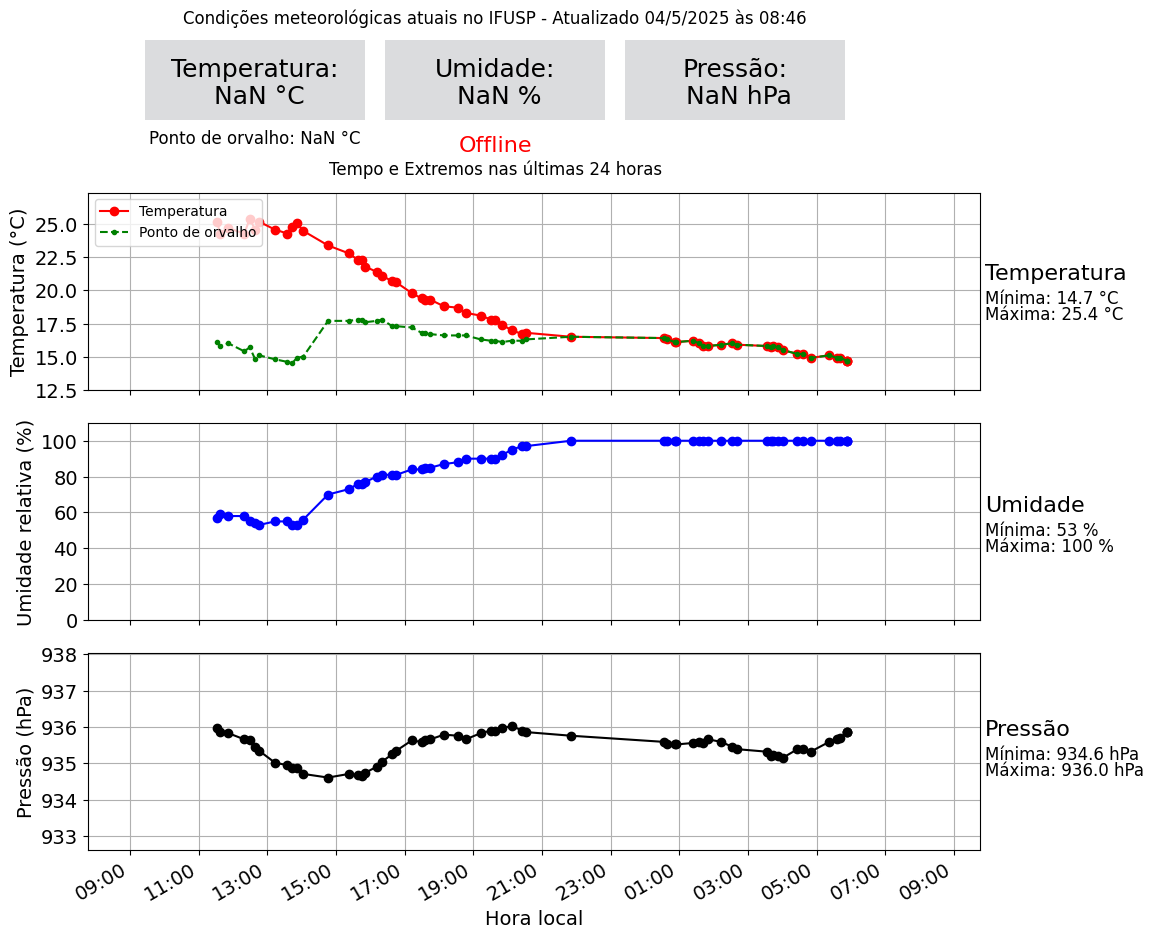 Condições meteorológicas atuais no IFUSP - Atualizado 04/5/2025 às 08:46
Temperatura:
NaN °C
Umidade:
NaN %
Pressão:
NaN hPa
Ponto de orvalho: NaN °C
Offline
Tempo e Extremos nas últimas 24 horas
Temperatura (°C)
25.0
22.5
20.0
17.5
15.0
12.5
Temperatura
Ponto de orvalho
Temperatura
Mínima: 14.7 °C
Máxima: 25.4 °C
Umidade relativa (%)
100
80
60
40
20
0
Umidade
Mínima: 53 %
Máxima: 100 %
Pressão (hPa)
938
937
936
935
934
933
Pressão
Mínima: 934.6 hPa
Máxima: 936.0 hPa
09:00
11:00
13:00
15:00
17:00
19:00
21:00
23:00
01:00
03:00
05:00
07:00
09:00
Hora local